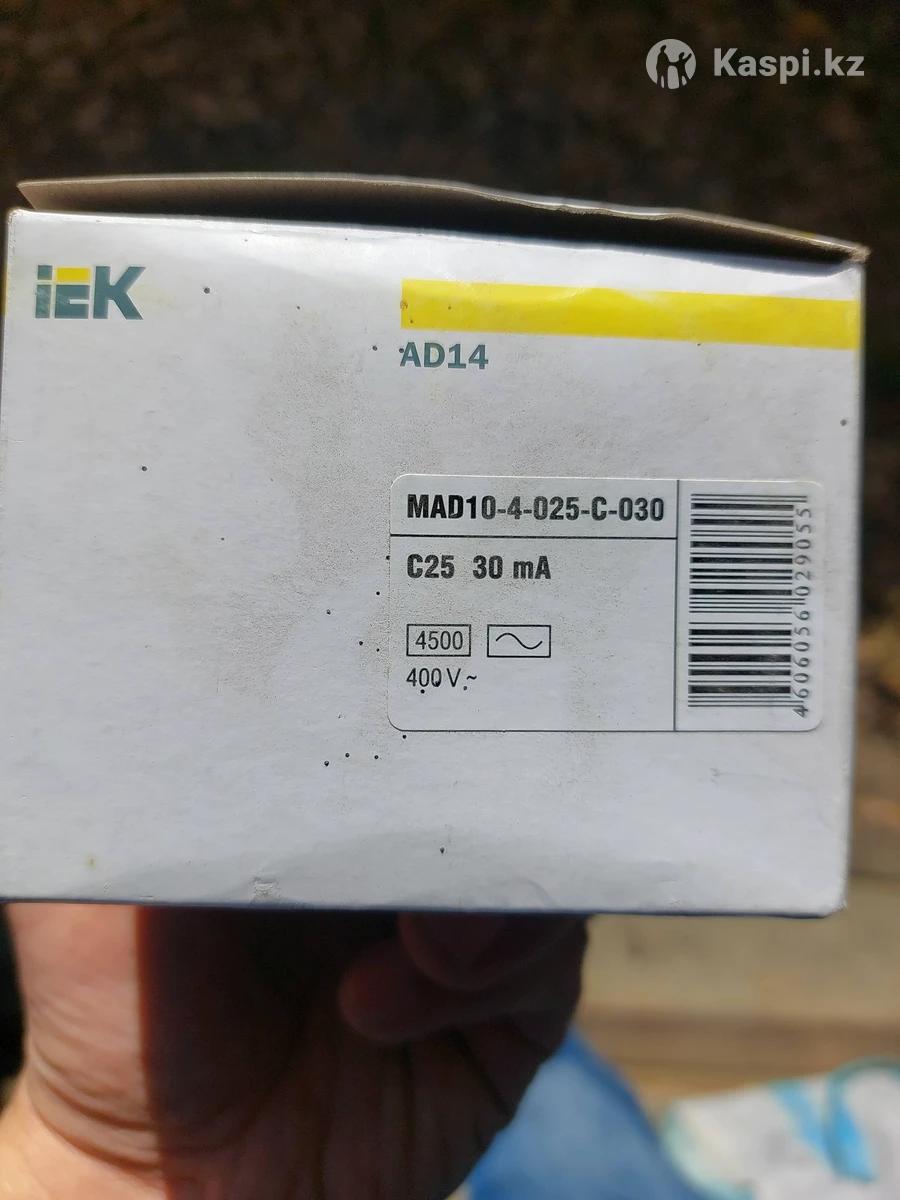 Kaspi.kz
iEK
AD14
MAD10-4-025-C-030
C25 30 mA
4500
400 V~
4606056029055